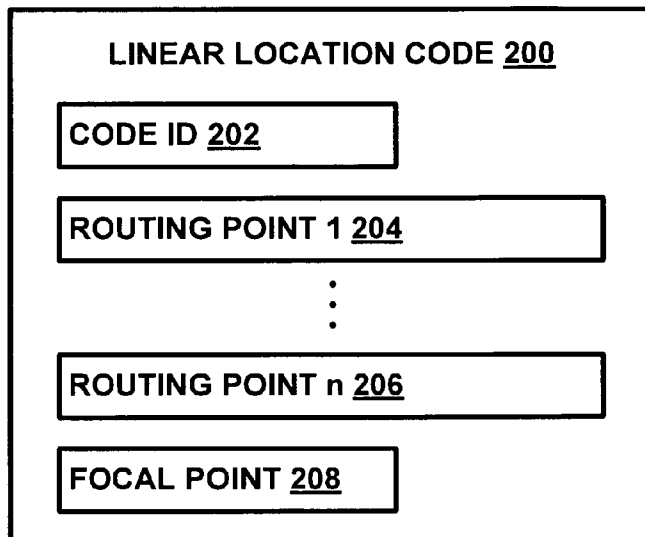 LINEAR LOCATION CODE 200
CODE ID 202
ROUTING POINT 1 204
ROUTING POINT n 206
FOCAL POINT 208